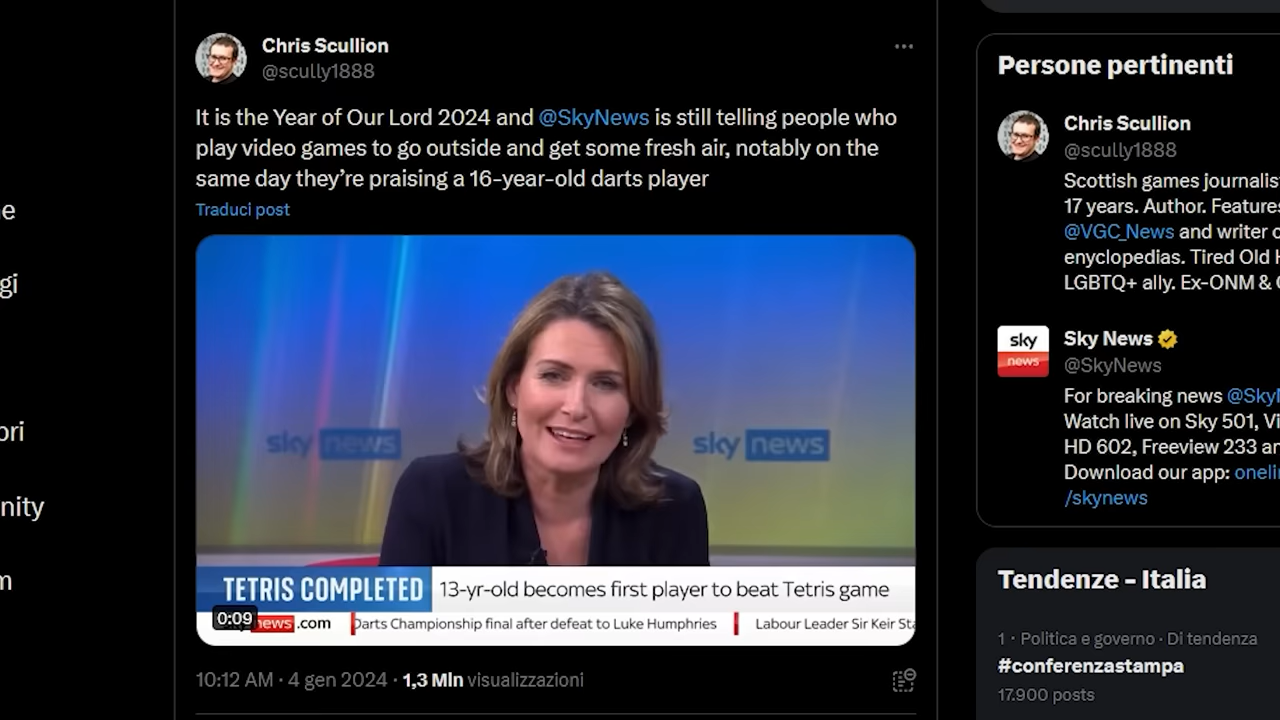 Chris Scullion
@scully1888
It is the Year of Our Lord 2024 and @SkyNews is still telling people who
play video games to go outside and get some fresh air, notably on the
same day they're praising a 16-year-old darts player
Traduci post
sky news
sky news
TETRIS COMPLETED
13-yr-old becomes first player to beat Tetris game
0:09
news.com
Darts Championship final after defeat to Luke Humphries
Labour Leader Sir Keir Sta
10:12 AM · 4 gen 2024 · 1,3 Mln visualizzazioni
ne
gi
ori
nity
m
Persone pertinenti
Chris Scullion
@scully1888
Scottish games journalist
17 years. Author. Features
@VGC_News and writer o
enyclopedias. Tired Old H
LGBTQ+ ally. Ex-ONM &
sky
news
Sky News
@SkyNews
For breaking news @SkyN
Watch live on Sky 501, Vi
HD 602, Freeview 233 an
Download our app: onelin
/skynews
Tendenze - Italia
1 · Politica e governo · Di tendenza
#conferenzastampa
17.900 posts